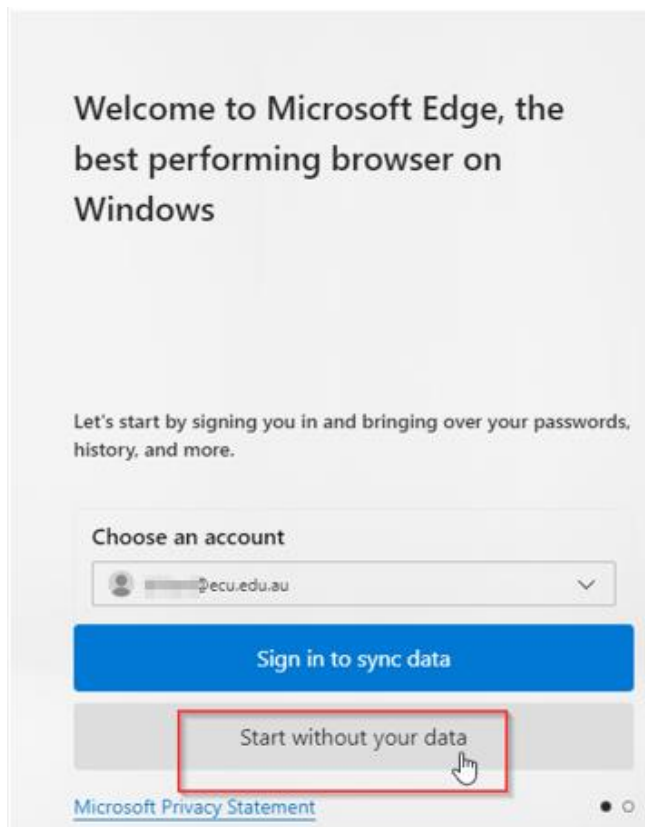 Welcome to Microsoft Edge, the
best performing browser on
Windows
Let's start by signing you in and bringing over your passwords,
history, and more.
Choose an account
@ecu.edu.au
Sign in to sync data
Start without your data
Microsoft Privacy Statement